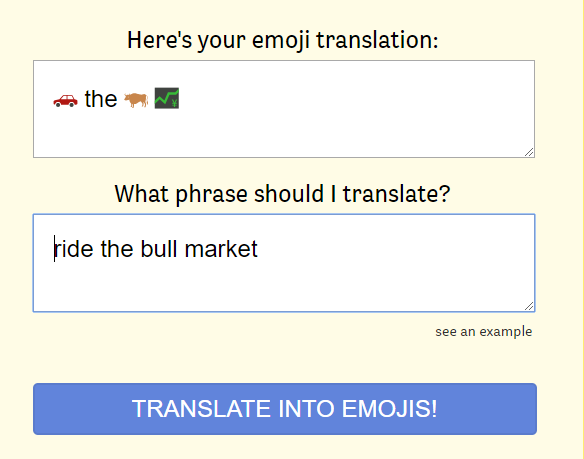 Here's your emoji translation:
🚗 the 🐂 💹
What phrase should I translate?
ride the bull market
see an example
TRANSLATE INTO EMOJIS!